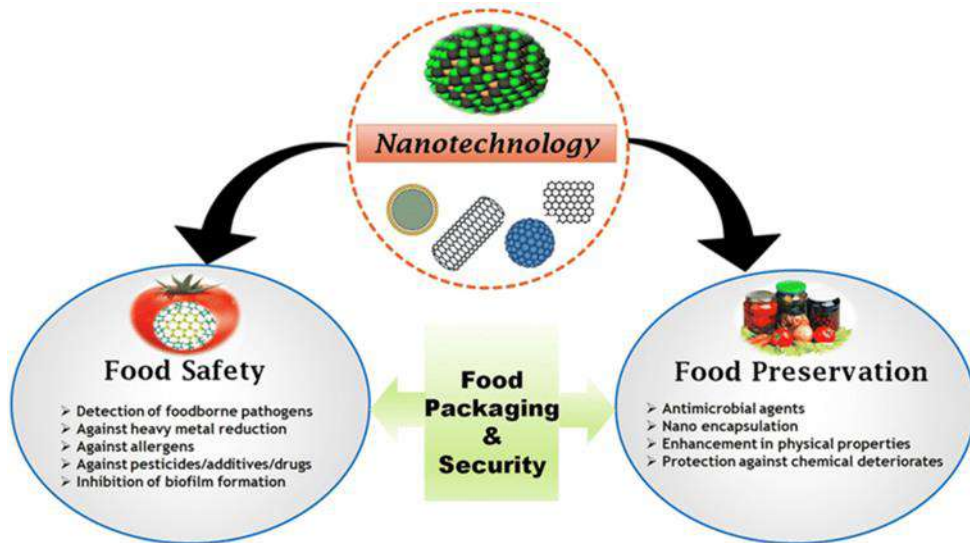 Nanotechnology
Food Safety
➢ Detection of foodborne pathogens
➢ Against heavy metal reduction
➢ Against allergens
➢ Against pesticides/additives/drugs
➢ Inhibition of biofilm formation
Food
Packaging
&
Security
Food Preservation
➢ Antimicrobial agents
➢ Nano encapsulation
➢ Enhancement in physical properties
➢ Protection against chemical deteriorates